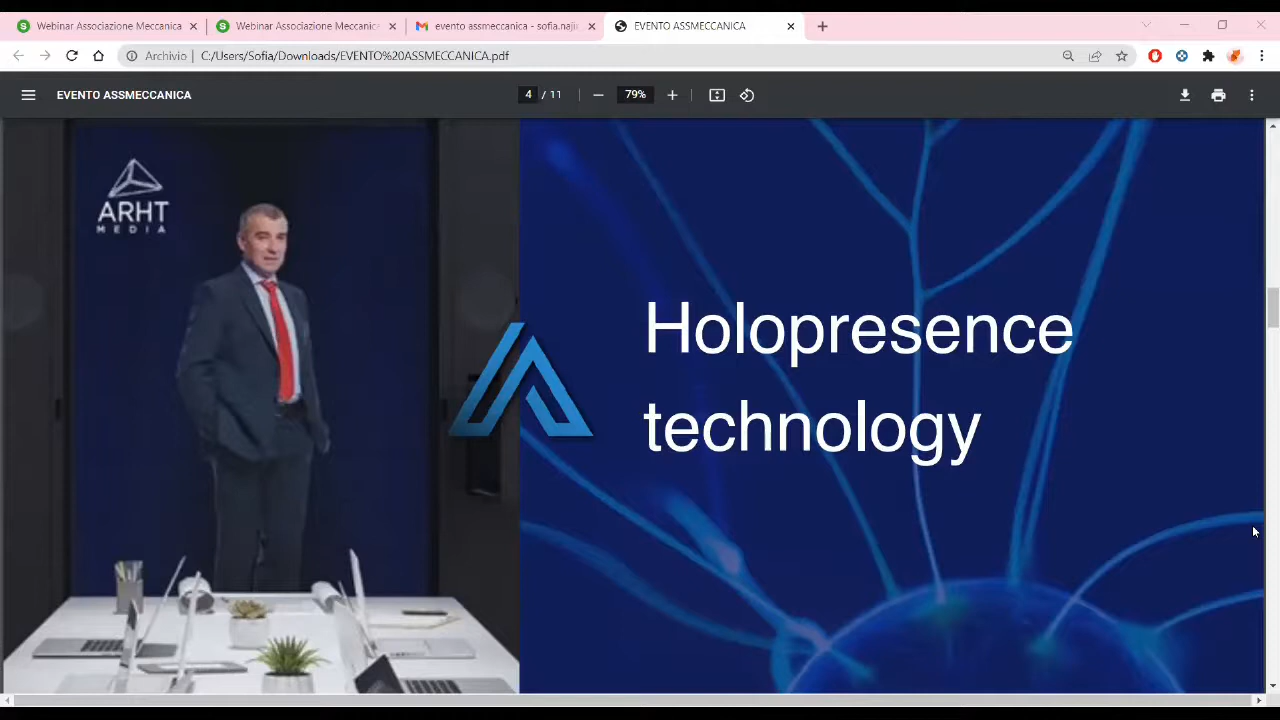 Webinar Associazione Meccanica
Webinar Associazione Meccanic
evento assmeccanica - sofia.naji
EVENTO ASSMECCANICA
Archivio
C:/Users/Sofia/Downloads/EVENTO%20ASSMECCANICA.pdf
EVENTO ASSMECCANICA
4 / 11
79%
ARHT
MEDIA
Holopresence
technology